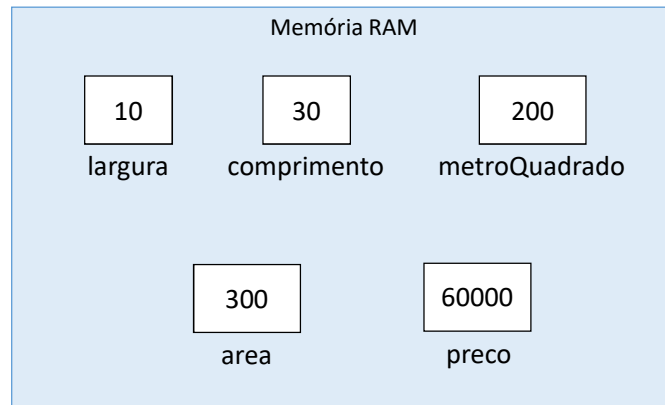 Memória RAM
10 30 200
largura comprimento metroQuadrado
300 60000
area preco